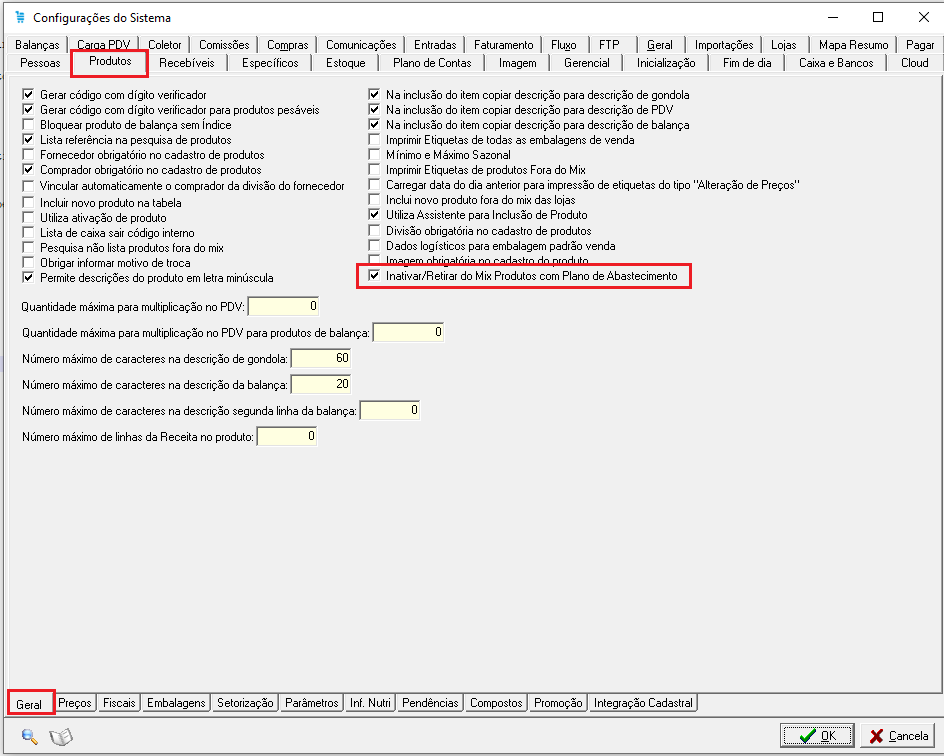 Configurações do Sistema
Balanças Carga PDV Coletor Comissões Compras Comunicações Entradas Faturamento Fluxo FTP Geral Importações Lojas Mapa Resumo Pagar
Pessoas Produtos Recebíveis Específicos Estoque Plano de Contas Imagem Gerencial Inicialização Fim de dia Caixa e Bancos Cloud
Gerar código com dígito verificador
Gerar código com dígito verificador para produtos pesáveis
Bloquear produto de balança sem Índice
Lista referência na pesquisa de produtos
Fornecedor obrigatório no cadastro de produtos
Comprador obrigatório no cadastro de produtos
Vincular automaticamente o comprador da divisão do fornecedor
Incluir novo produto na tabela
Utiliza ativação de produto
Lista de caixa sair código interno
Pesquisa não lista produtos fora do mix
Obrigar informar motivo de troca
Permite descrições do produto em letra minúscula
Na inclusão do item copiar descrição para descrição de gondola
Na inclusão do item copiar descrição para descrição de PDV
Na inclusão do item copiar descrição para descrição de balança
Imprimir Etiquetas de todas as embalagens de venda
Mínimo e Máximo Sazonal
Imprimir Etiquetas de produtos Fora do Mix
Carregar data do dia anterior para impressão de etiquetas do tipo "Alteração de Preços"
Inclui novo produto fora do mix das lojas
Utiliza Assistente para Inclusão de Produto
Divisão obrigatória no cadastro de produtos
Dados logísticos para embalagem padrão venda
Imagem obrigatória no cadastro do produto
Inativar/Retirar do Mix Produtos com Plano de Abastecimento
Quantidade máxima para multiplicação no PDV: 0
Quantidade máxima para multiplicação no PDV para produtos de balança: 0
Número máximo de caracteres na descrição de gondola: 60
Número máximo de caracteres na descrição da balança: 20
Número máximo de caracteres na descrição segunda linha da balança: 0
Número máximo de linhas da Receita no produto: 0
Geral Preços Fiscais Embalagens Setorização Parâmetros Inf. Nutri Pendências Compostos Promoção Integração Cadastral
OK Cancela